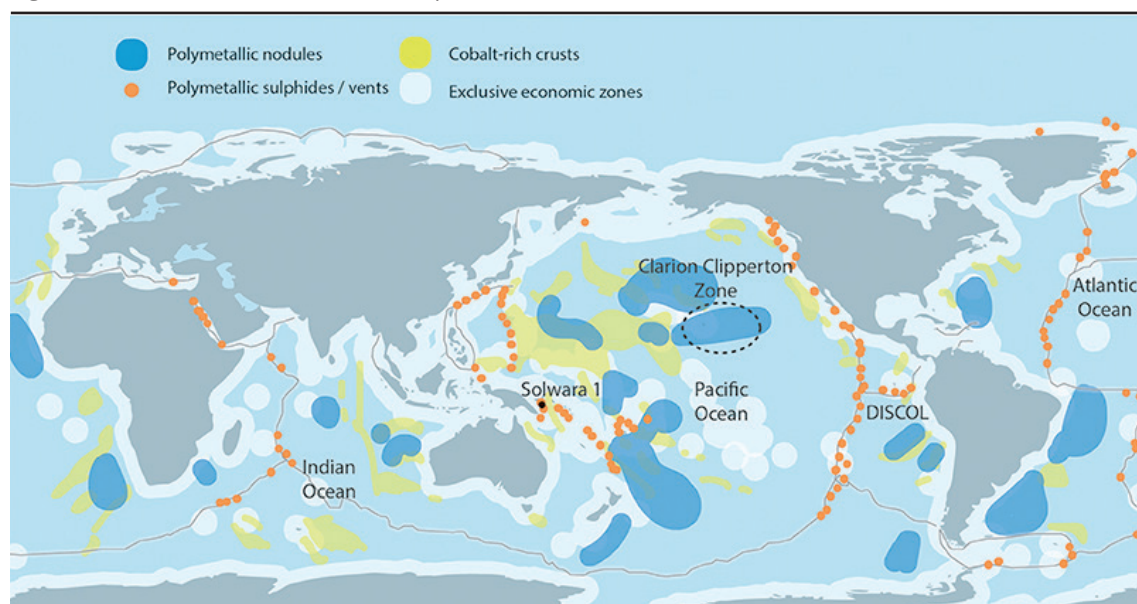 Polymetallic nodules
Cobalt-rich crusts
Polymetallic sulphides / vents
Exclusive economic zones
Clarion Clipperton
Zone
Atlantic
Ocean
Solwara 1
Pacific
Ocean
DISCOL
Indian
Ocean